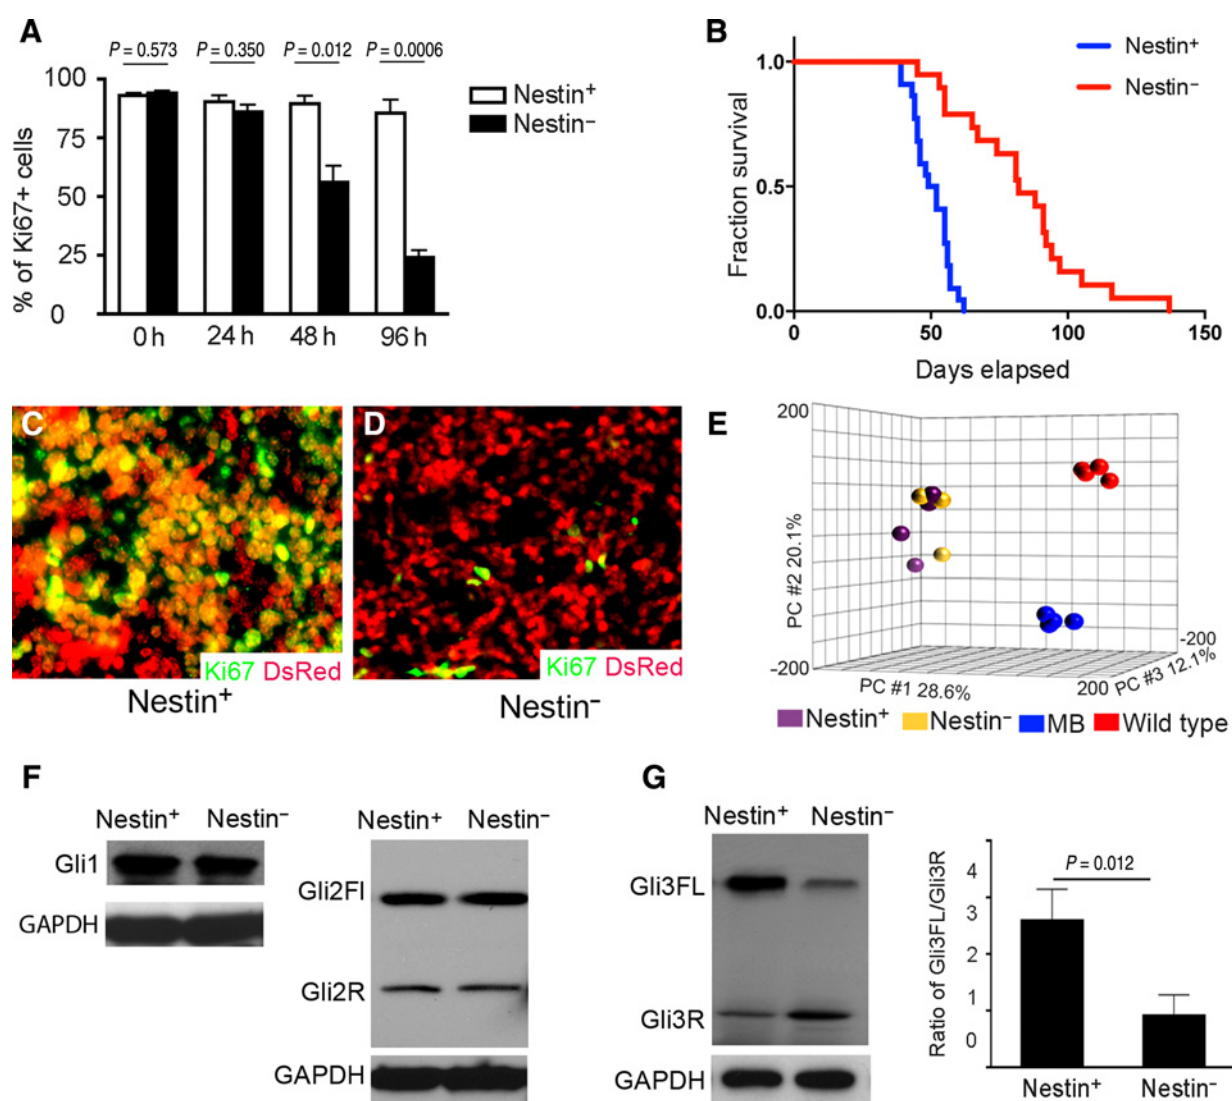 A
P = 0.573
P = 0.350
P = 0.012
P = 0.0006
100
75
50
25
0
% of Ki67+ cells
0 h
24 h
48 h
96 h
Nestin⁺
Nestin⁻
B
Nestin⁺
Nestin⁻
1.0
0.5
0.0
Fraction survival
0
50
100
150
Days elapsed
C
Ki67 DsRed
Nestin⁺
D
Ki67 DsRed
Nestin⁻
E
200
-200
PC #2 20.1%
PC #1 28.6%
200
PC #3 12.1%
-200
Nestin⁺
Nestin⁻
MB
Wild type
F
Nestin⁺ Nestin⁻
Gli1
GAPDH
Nestin⁺ Nestin⁻
Gli2Fl
Gli2R
GAPDH
G
Nestin⁺ Nestin⁻
Gli3FL
Gli3R
GAPDH
Ratio of Gli3FL/Gli3R
4
3
2
1
0
P = 0.012
Nestin⁺
Nestin⁻